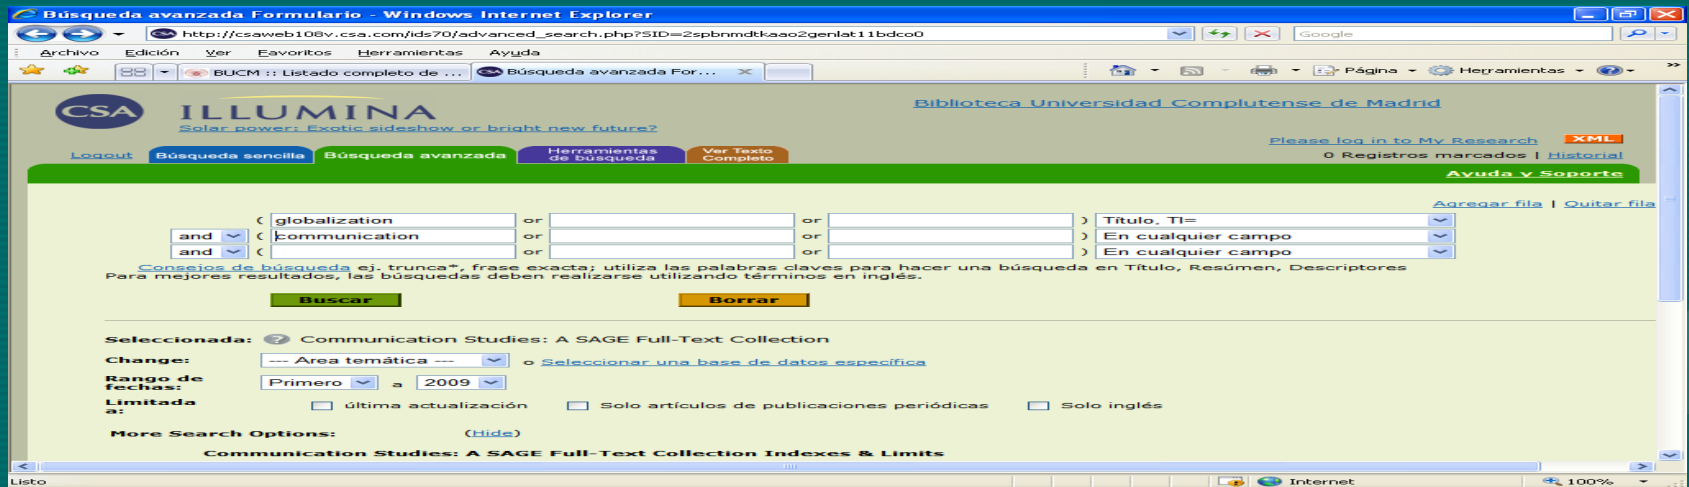 Búsqueda avanzada Formulario - Windows Internet Explorer
http://csaweb108v.csa.com/ids70/advanced_search.php?SID=2spbnmdtkaao2genlat11bdco0 Google
Archivo Edición Ver Favoritos Herramientas Ayuda
BUCM :: Listado completo de ... Búsqueda avanzada For... Página Herramientas
CSA ILLUMINA Biblioteca Universidad Complutense de Madrid
Solar power: Exotic sideshow or bright new future?
Please log in to My Research XML
Logout Búsqueda sencilla Búsqueda avanzada Herramientas de búsqueda Ver Texto Completo 0 Registros marcados | Historial
Ayuda y Soporte
Agregar fila | Quitar fila
( globalization or or ) Título, TI=
and ( communication or or ) En cualquier campo
and ( or or ) En cualquier campo
Consejos de búsqueda ej. trunca*, frase exacta; utiliza las palabras claves para hacer una búsqueda en Título, Resúmen, Descriptores
Para mejores resultados, las búsquedas deben realizarse utilizando términos en inglés.
Buscar Borrar
Seleccionada: ? Communication Studies: A SAGE Full-Text Collection
Change: --- Area temática --- o Seleccionar una base de datos específica
Rango de fechas: Primero a 2009
Limitada a: última actualización Solo artículos de publicaciones periódicas Solo inglés
More Search Options: (Hide)
Communication Studies: A SAGE Full-Text Collection Indexes & Limits
Listo Internet 100%